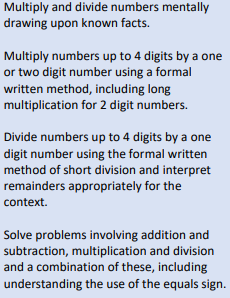 Multiply and divide numbers mentally
drawing upon known facts.
Multiply numbers up to 4 digits by a one
or two digit number using a formal
written method, including long
multiplication for 2 digit numbers.
Divide numbers up to 4 digits by a one
digit number using the formal written
method of short division and interpret
remainders appropriately for the
context.
Solve problems involving addition and
subtraction, multiplication and division
and a combination of these, including
understanding the use of the equals sign.